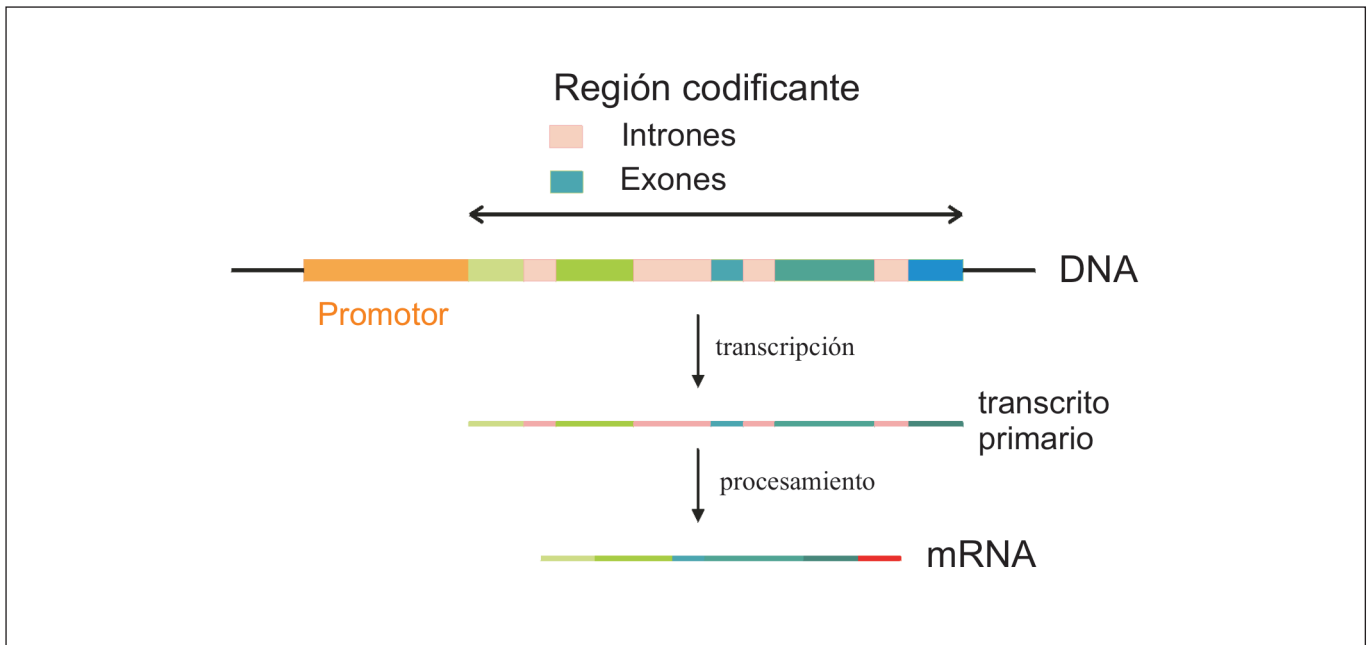 Región codificante
Intrones
Exones
DNA
Promotor
transcripción
transcrito
primario
procesamiento
mRNA